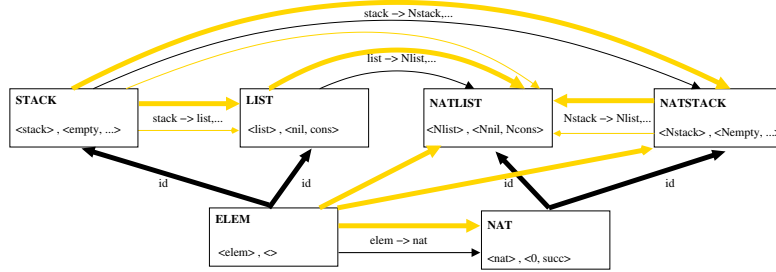 stack −> Nstack,...
list −> Nlist,...
STACK
LIST
NATLIST
NATSTACK
<stack> , <empty, ...>
stack −> list,...
<list> , <nil, cons>
<Nlist> , <Nnil, Ncons>
Nstack −> Nlist,...
<Nstack> , <Nempty, ...>
id
id
id
id
ELEM
NAT
elem −> nat
<elem> , <>
<nat> , <0, succ>